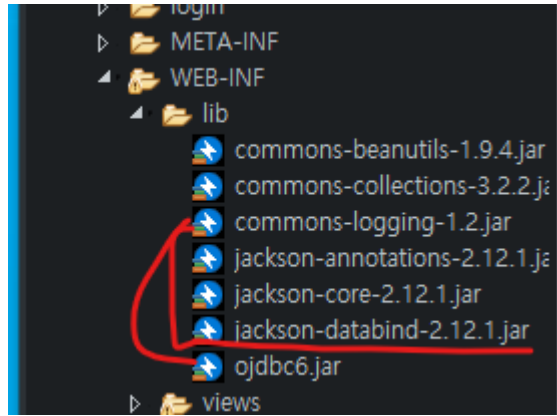 login
META-INF
WEB-INF
lib
commons-beanutils-1.9.4.jar
commons-collections-3.2.2.ja
commons-logging-1.2.jar
jackson-annotations-2.12.1.ja
jackson-core-2.12.1.jar
jackson-databind-2.12.1.jar
ojdbc6.jar
views